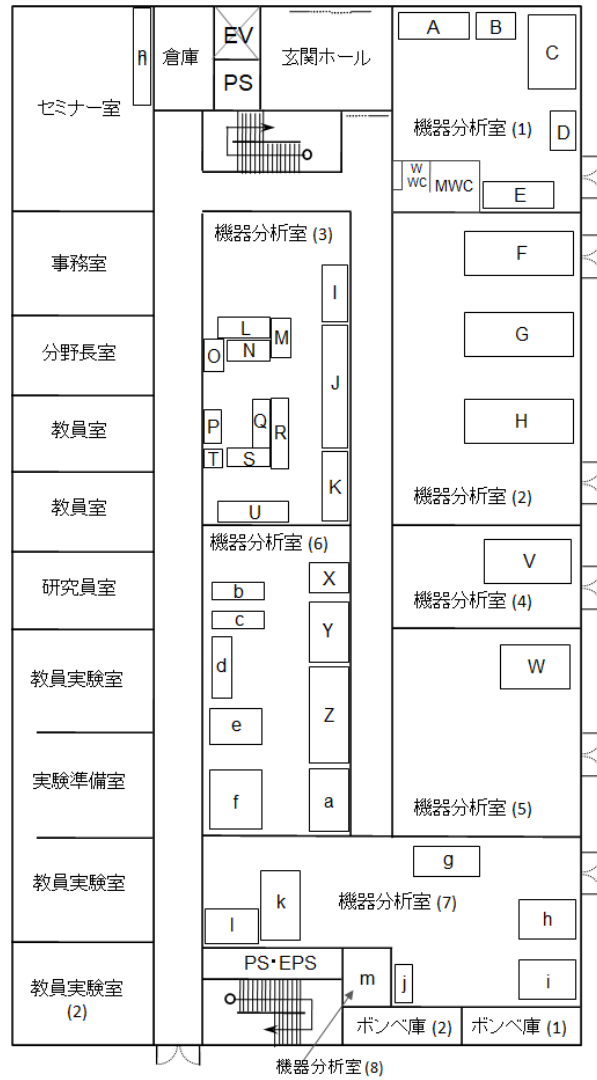 A
B
C
EV
倉庫
玄関ホール
PS
セミナー室
機器分析室 (1)
D
W
WC
MWC
E
機器分析室 (3)
F
事務室
I
L
M
G
O
N
分野長室
J
H
P
Q
R
教員室
T
S
K
機器分析室 (2)
教員室
U
機器分析室 (6)
V
X
研究員室
b
機器分析室 (4)
c
Y
d
W
教員実験室
Z
e
実験準備室
f
a
機器分析室 (5)
g
教員実験室
k
機器分析室 (7)
h
l
PS・EPS
m
j
i
教員実験室
(2)
ボンベ庫 (2)
ボンベ庫 (1)
機器分析室 (8)